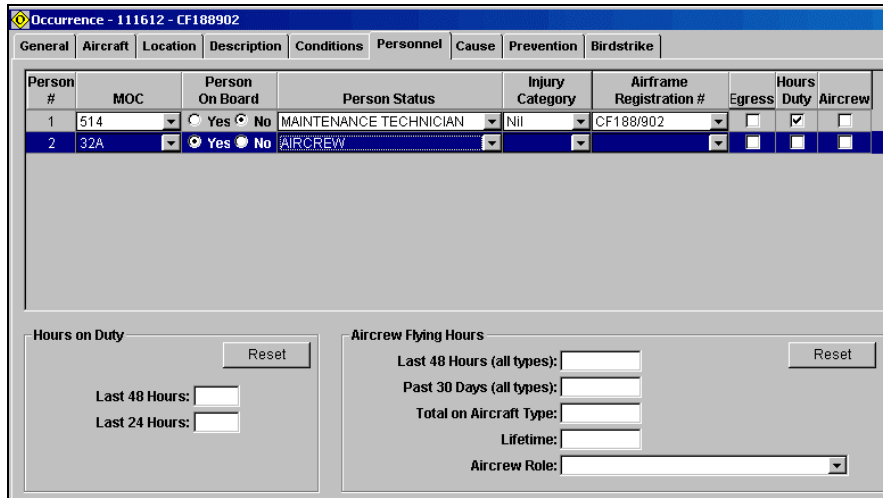 Occurrence - 111612 - CF188902
General Aircraft Location Description Conditions Personnel Cause Prevention Birdstrike
Person # MOC Person On Board Person Status Injury Category Airframe Registration # Egress Hours Duty Aircrew
1 514 Yes No MAINTENANCE TECHNICIAN Nil CF188/902
2 32A Yes No AIRCREW
Hours on Duty
Reset
Last 48 Hours:
Last 24 Hours:
Aircrew Flying Hours
Reset
Last 48 Hours (all types):
Past 30 Days (all types):
Total on Aircraft Type:
Lifetime:
Aircrew Role: